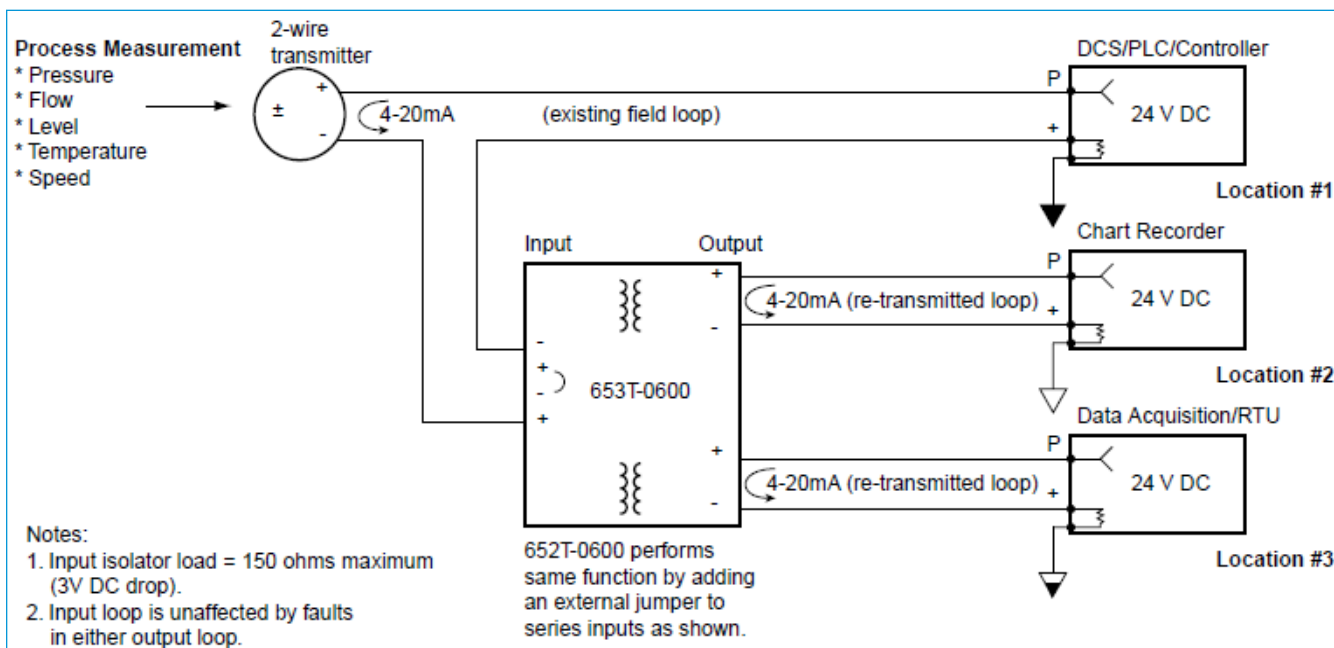 Process Measurement
* Pressure
* Flow
* Level
* Temperature
* Speed
2-wire
transmitter
±
+
-
4-20mA
(existing field loop)
DCS/PLC/Controller
P
+
24 V DC
Location #1
Input
Output
-
+
-
+
653T-0600
+
-
4-20mA (re-transmitted loop)
Chart Recorder
P
+
24 V DC
Location #2
+
-
4-20mA (re-transmitted loop)
Data Acquisition/RTU
P
+
24 V DC
Location #3
652T-0600 performs
same function by adding
an external jumper to
series inputs as shown.
Notes:
1. Input isolator load = 150 ohms maximum
(3V DC drop).
2. Input loop is unaffected by faults
in either output loop.